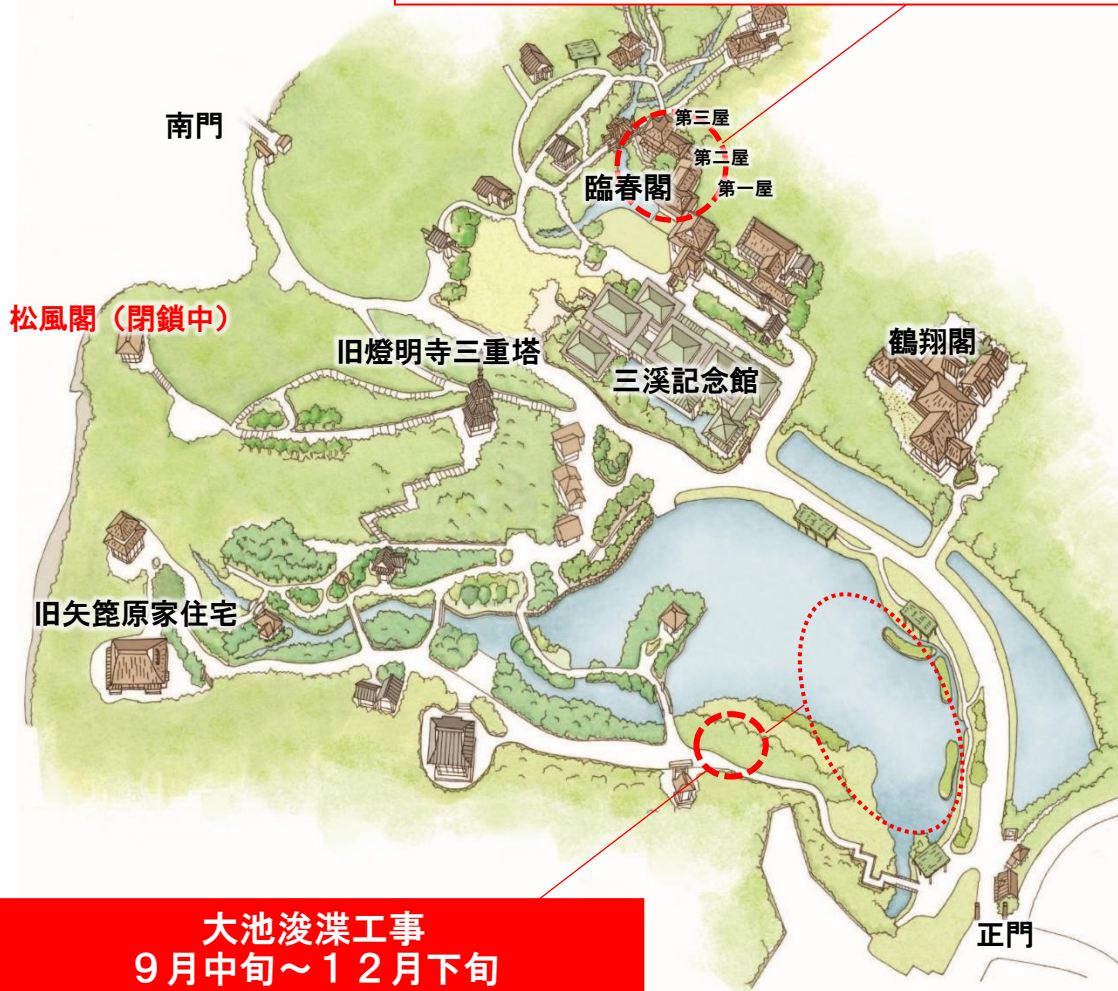 南門
第三屋
第二屋
臨春閣
第一屋
松風閣（閉鎖中）
旧燈明寺三重塔
鶴翔閣
三溪記念館
旧矢箆原家住宅
大池浚渫工事
９月中旬～１２月下旬
正門